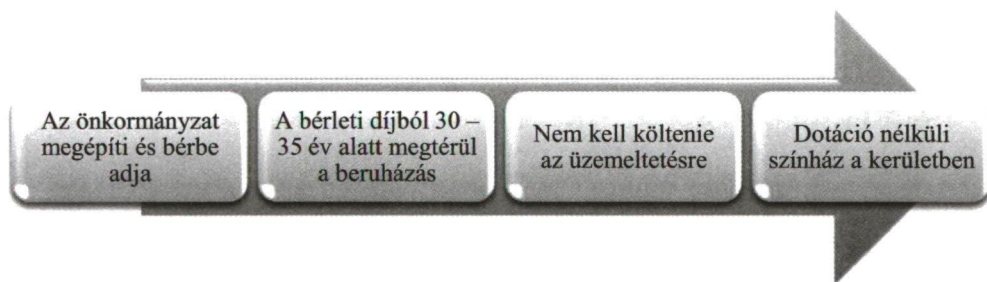 Az önkormányzat
megépíti és bérbe
adja
A bérleti díjból 30 –
35 év alatt megtérül
a beruházás
Nem kell költenie
az üzemeltetésre
Dotáció nélküli
színház a kerületben